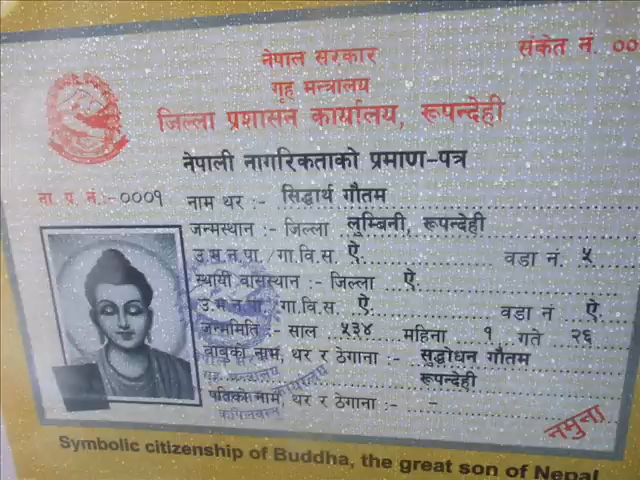 नेपाल सरकार
संकेत नं. ००
गृह मन्त्रालय
जिल्ला प्रशासन कार्यालय, रूपन्देही
नेपाली नागरिकताको प्रमाण-पत्र
ना. प्र. नं.:-०००१
नाम थर :- सिद्धार्थ गौतम
जन्मस्थान :- जिल्ला लुम्बिनी, रूपन्देही
उ.म.न.पा./गा.वि.स. ऐ. वडा नं. ५
स्थायी वासस्थान :- जिल्ला ऐ.
उ.म.न.पा. गा.वि.स. ऐ. वडा नं ऐ.
जन्ममिति :- साल ५३४ महिना १ गते २६
बाबुको नाम, थर र ठेगाना :- सुद्धोधन गौतम
रूपन्देही
पतिको नाम, थर र ठेगाना :- -
नमुना
Symbolic citizenship of Buddha, the great son of Nepal